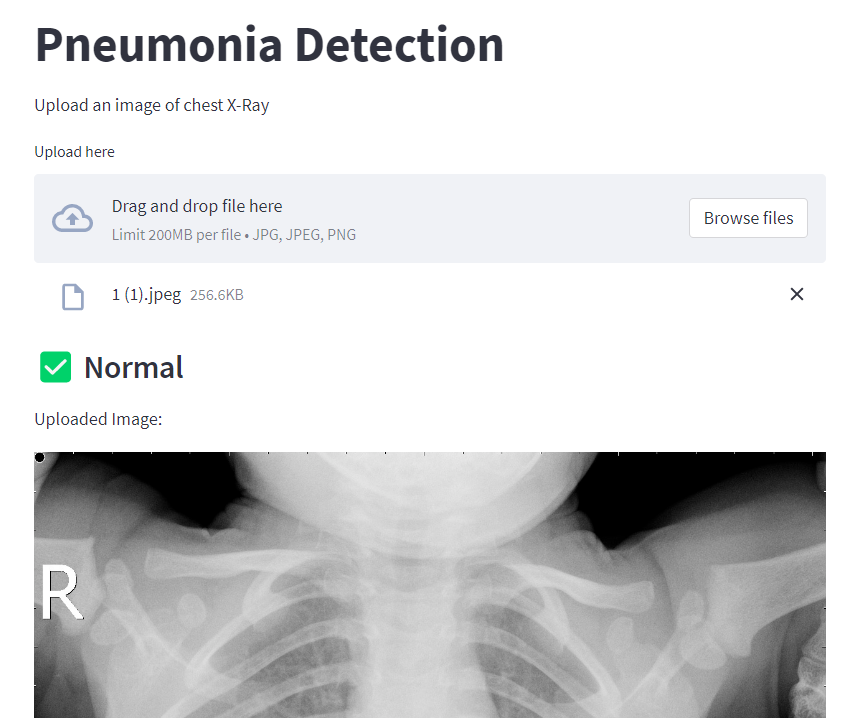 Pneumonia Detection
Upload an image of chest X-Ray
Upload here
Drag and drop file here
Limit 200MB per file • JPG, JPEG, PNG
Browse files
1 (1).jpeg 256.6KB
Normal
Uploaded Image:
R